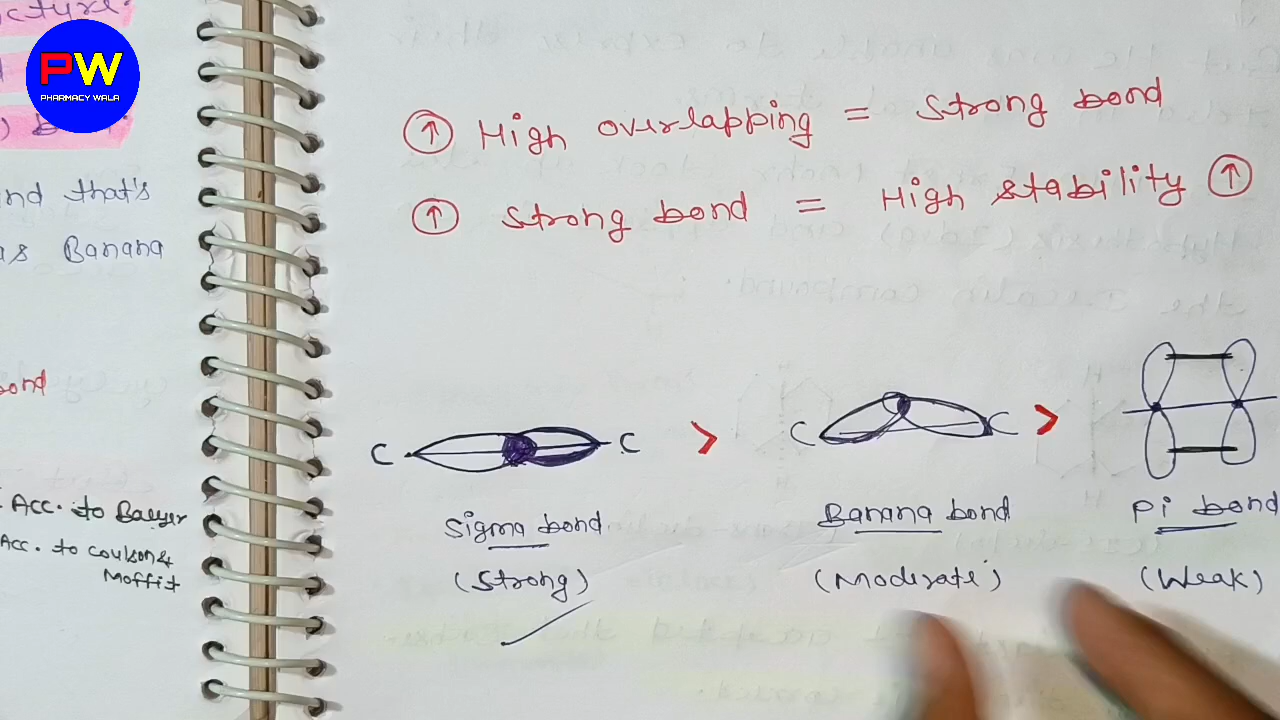 cture.
PW
PHARMACY WALA
nd that's
as Banana
ond
Acc. to Baeyer
Acc. to coulson &
Moffit
↑ High overlapping = strong bond
↑ strong bond = High stability ↑
C C > C C >
Sigma bond Banana bond Pi bond
(strong) (Moderate) (Weak)